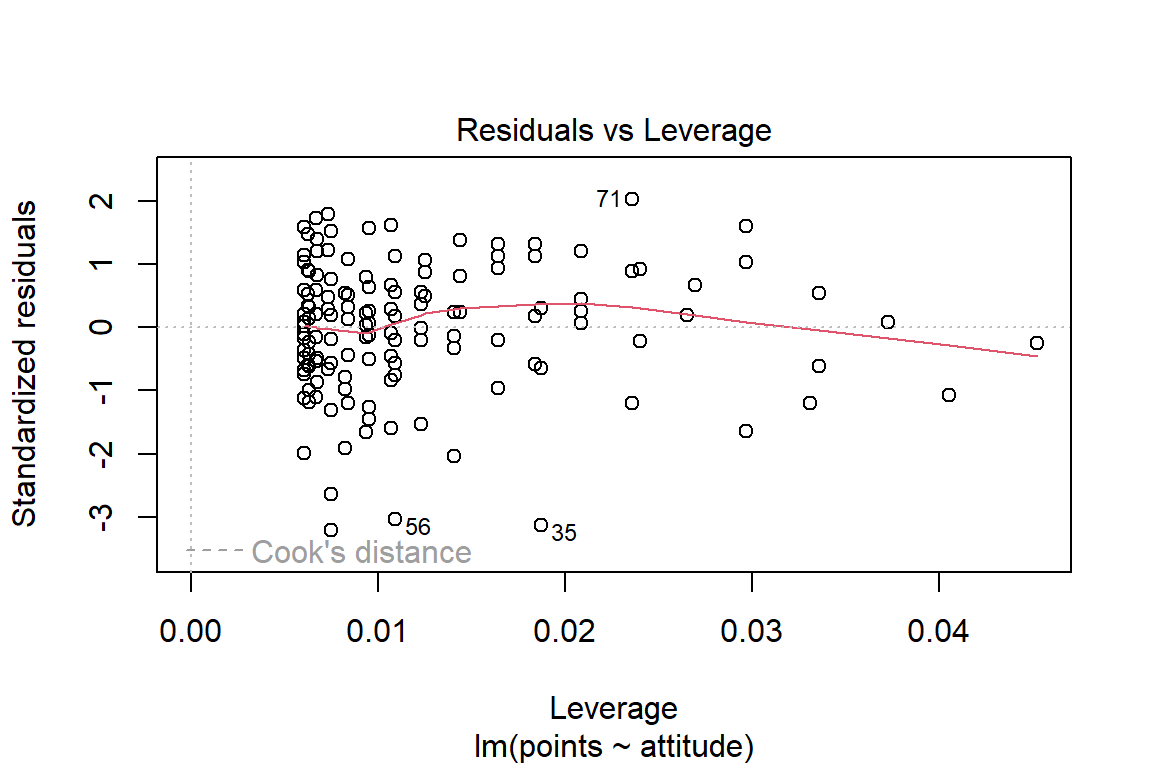 Residuals vs Leverage
Standardized residuals
2
1
0
-1
-2
-3
71
56
35
Cook's distance
0.00 0.01 0.02 0.03 0.04
Leverage
lm(points ~ attitude)